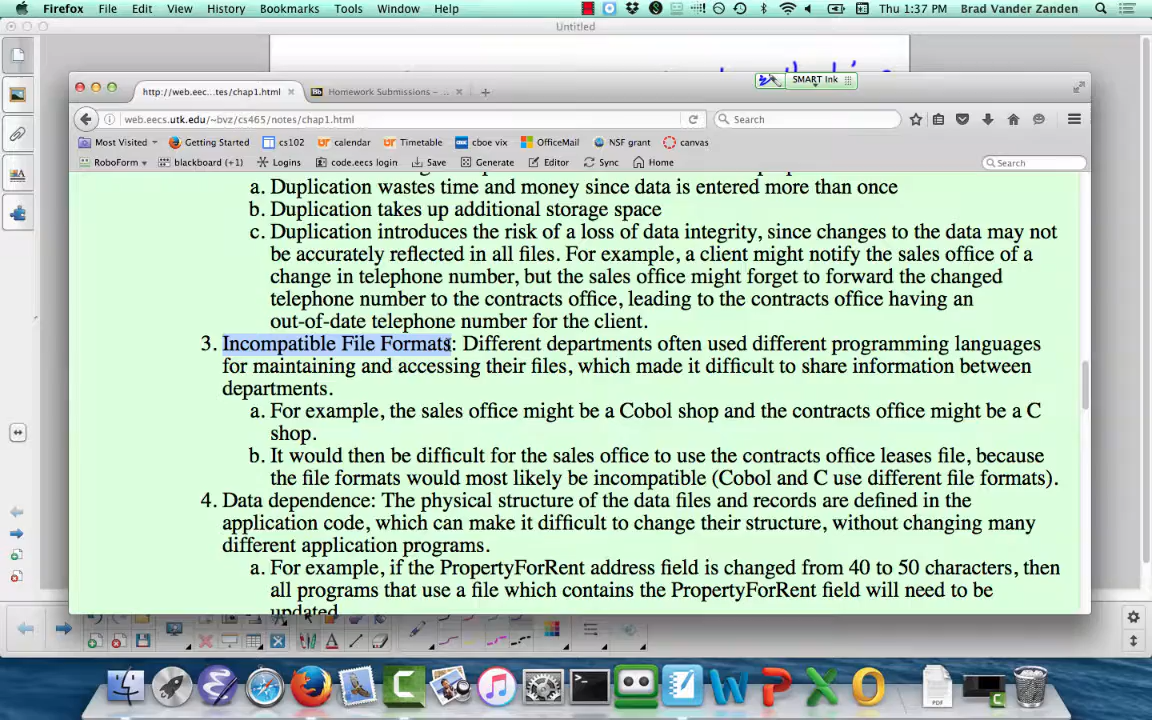 Firefox File Edit View History Bookmarks Tools Window Help Thu 1:37 PM Brad Vander Zanden
Untitled
http://web.eec...tes/chap1.html Homework Submissions – ...
SMART Ink
web.eecs.utk.edu/~bvz/cs465/notes/chap1.html Search
Most Visited Getting Started cs102 calendar Timetable cboe vix OfficeMail NSF grant canvas
RoboForm blackboard (+1) Logins code.eecs login Save Generate Editor Sync Home Search
a. Duplication wastes time and money since data is entered more than once
b. Duplication takes up additional storage space
c. Duplication introduces the risk of a loss of data integrity, since changes to the data may not
be accurately reflected in all files. For example, a client might notify the sales office of a
change in telephone number, but the sales office might forget to forward the changed
telephone number to the contracts office, leading to the contracts office having an
out-of-date telephone number for the client.
3. Incompatible File Formats: Different departments often used different programming languages
for maintaining and accessing their files, which made it difficult to share information between
departments.
a. For example, the sales office might be a Cobol shop and the contracts office might be a C
shop.
b. It would then be difficult for the sales office to use the contracts office leases file, because
the file formats would most likely be incompatible (Cobol and C use different file formats).
4. Data dependence: The physical structure of the data files and records are defined in the
application code, which can make it difficult to change their structure, without changing many
different application programs.
a. For example, if the PropertyForRent address field is changed from 40 to 50 characters, then
all programs that use a file which contains the PropertyForRent field will need to be
updated
PDF